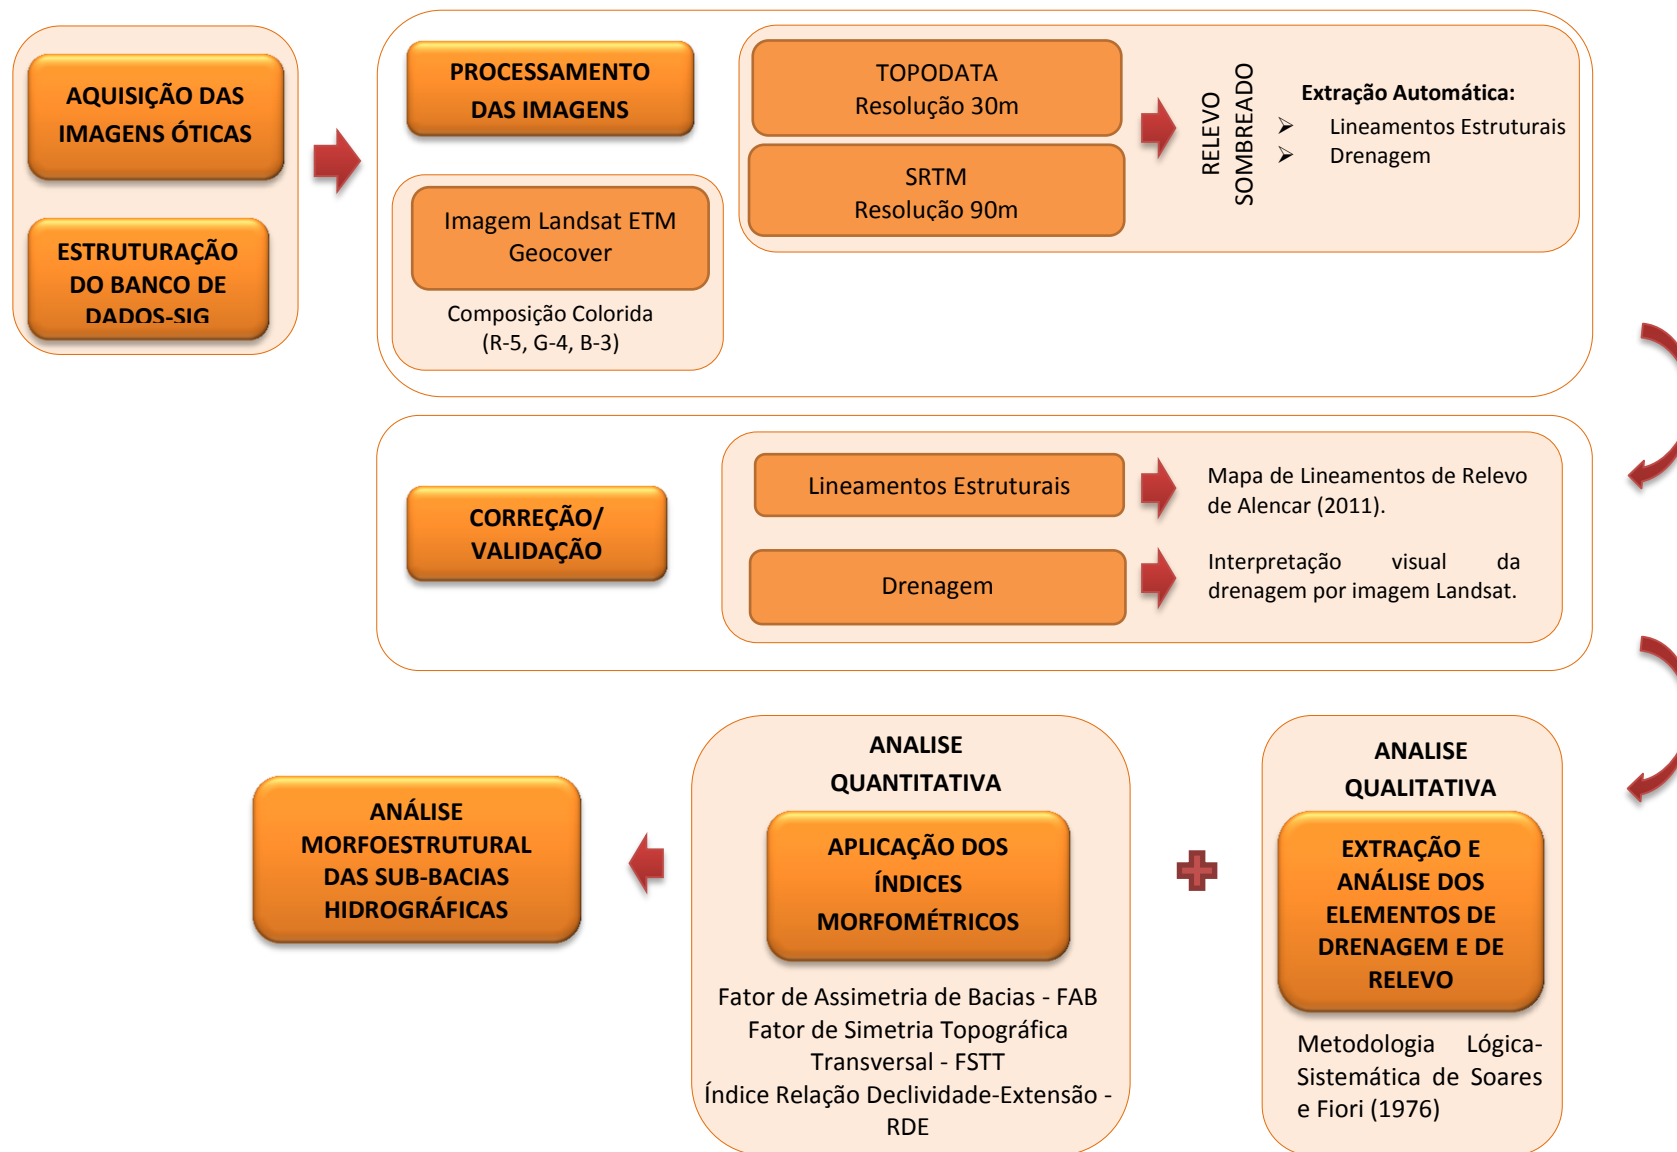 AQUISIÇÃO DAS
IMAGENS ÓTICAS
ESTRUTURAÇÃO
DO BANCO DE
DADOS-SIG
PROCESSAMENTO
DAS IMAGENS
Imagem Landsat ETM
Geocover
Composição Colorida
(R-5, G-4, B-3)
TOPODATA
Resolução 30m
SRTM
Resolução 90m
RELEVO
SOMBREADO
Extração Automática:
➢ Lineamentos Estruturais
➢ Drenagem
CORREÇÃO/
VALIDAÇÃO
Lineamentos Estruturais
Mapa de Lineamentos de Relevo
de Alencar (2011).
Drenagem
Interpretação visual da
drenagem por imagem Landsat.
ANALISE
QUALITATIVA
EXTRAÇÃO E
ANÁLISE DOS
ELEMENTOS DE
DRENAGEM E DE
RELEVO
Metodologia Lógica-
Sistemática de Soares
e Fiori (1976)
ANALISE
QUANTITATIVA
APLICAÇÃO DOS
ÍNDICES
MORFOMÉTRICOS
Fator de Assimetria de Bacias - FAB
Fator de Simetria Topográfica
Transversal - FSTT
Índice Relação Declividade-Extensão -
RDE
ANÁLISE
MORFOESTRUTURAL
DAS SUB-BACIAS
HIDROGRÁFICAS